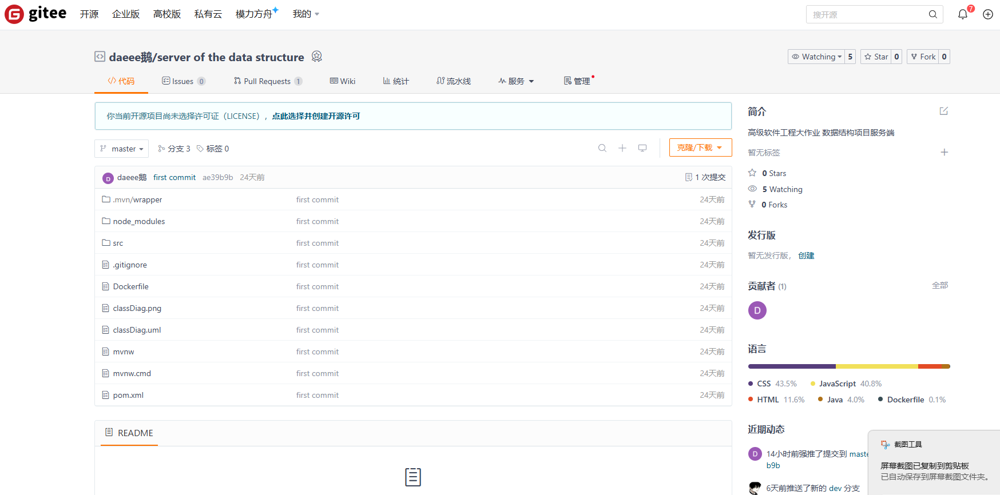 gitee 开源 企业版 高校版 私有云 模力方舟 我的 搜开源 7
daeee鹅/server of the data structure Watching 5 Star 0 Fork 0
代码 Issues 0 Pull Requests 1 Wiki 统计 流水线 服务 管理
你当前开源项目尚未选择许可证（LICENSE），点此选择并创建开源许可
master 分支 3 标签 0 克隆/下载
daeee鹅 first commit ae39b9b 24天前 1 次提交
.mvn/wrapper first commit 24天前
node_modules first commit 24天前
src first commit 24天前
.gitignore first commit 24天前
Dockerfile first commit 24天前
classDiag.png first commit 24天前
classDiag.uml first commit 24天前
mvnw first commit 24天前
mvnw.cmd first commit 24天前
pom.xml first commit 24天前
README
简介
高级软件工程大作业 数据结构项目服务端
暂无标签
0 Stars
5 Watching
0 Forks
发行版
暂无发行版， 创建
贡献者 (1) 全部
D
语言
CSS 43.5% JavaScript 40.8%
HTML 11.6% Java 4.0% Dockerfile 0.1%
近期动态
D 14小时前强推了提交到 maste
b9b
6天前推送了新的 dev 分支
截图工具
屏幕截图已复制到剪贴板
已自动保存到屏幕截图文件夹。